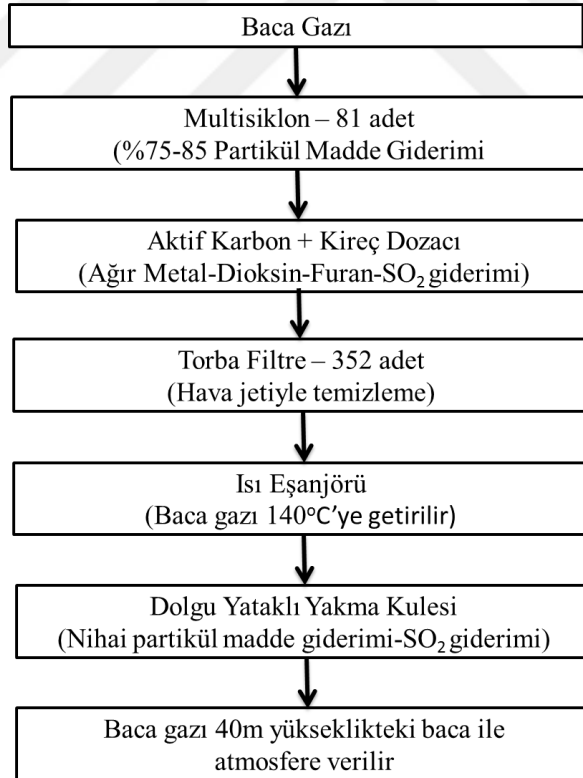 Baca Gazı
Multisiklon – 81 adet
(%75-85 Partikül Madde Giderimi
Aktif Karbon + Kireç Dozacı
(Ağır Metal-Dioksin-Furan-SO₂ giderimi)
Torba Filtre – 352 adet
(Hava jetiyle temizleme)
Isı Eşanjörü
(Baca gazı 140°C’ye getirilir)
Dolgu Yataklı Yakma Kulesi
(Nihai partikül madde giderimi-SO₂ giderimi)
Baca gazı 40m yükseklikteki baca ile
atmosfere verilir